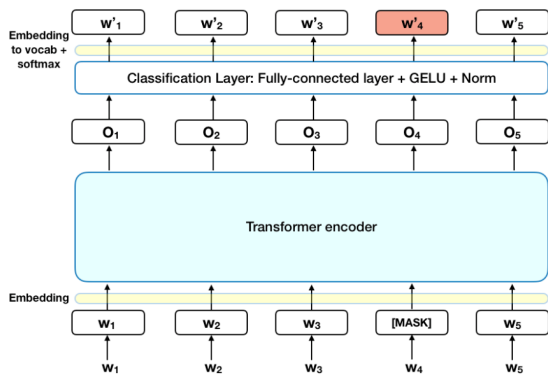 w'₁ w'₂ w'₃ w'₄ w'₅
Embedding
to vocab +
softmax
Classification Layer: Fully-connected layer + GELU + Norm
O₁ O₂ O₃ O₄ O₅
Transformer encoder
Embedding
w₁ w₂ w₃ [MASK] w₅
w₁ w₂ w₃ w₄ w₅